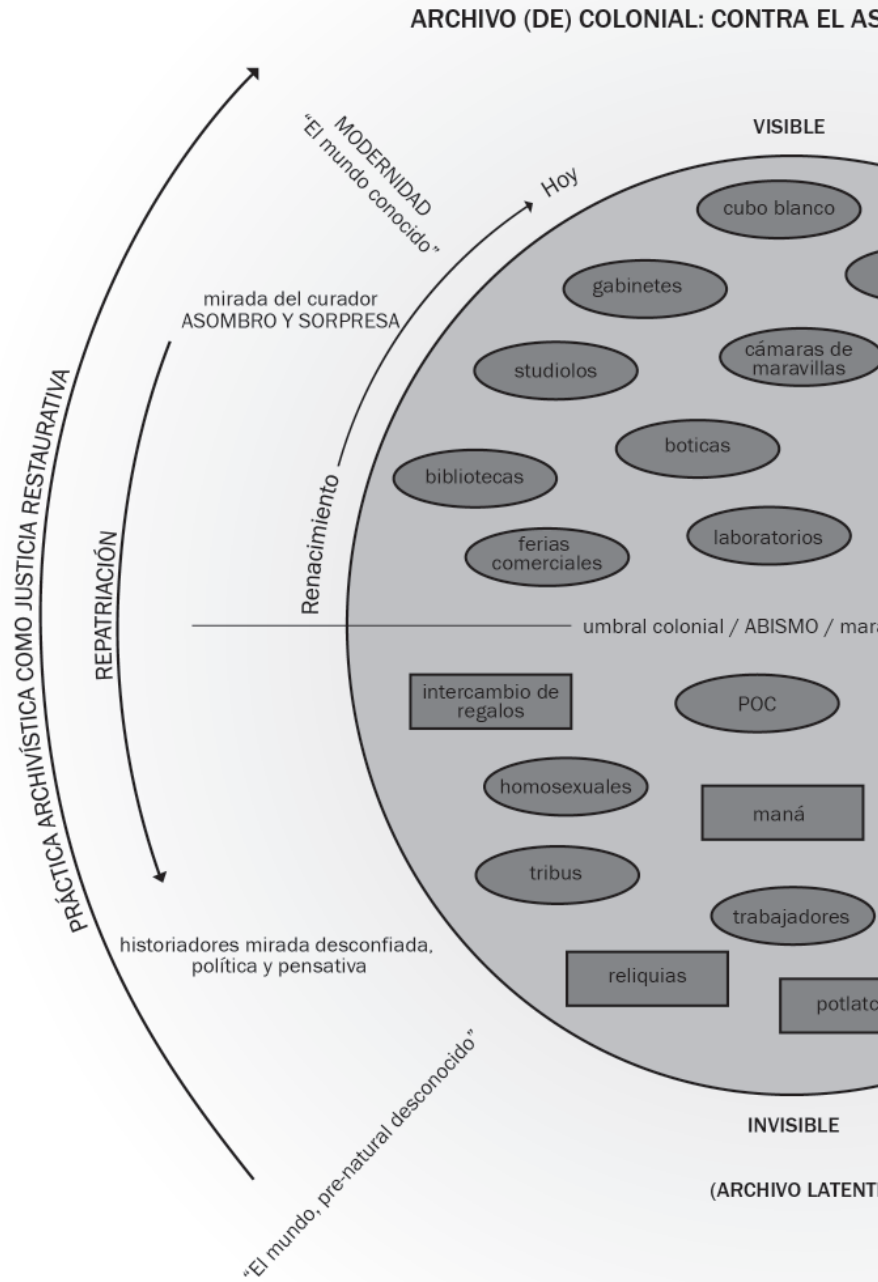 ARCHIVO (DE) COLONIAL: CONTRA EL AS
VISIBLE
MODERNIDAD
“El mundo conocido”
Hoy
cubo blanco
gabinetes
mirada del curador
ASOMBRO Y SORPRESA
studiolos
cámaras de
maravillas
boticas
bibliotecas
Renacimiento
ferias
comerciales
laboratorios
PRÁCTICA ARCHIVÍSTICA COMO JUSTICIA RESTAURATIVA
REPATRIACIÓN
umbral colonial / ABISMO / mara
intercambio de
regalos
POC
homosexuales
maná
tribus
trabajadores
historiadores mirada desconfiada,
política y pensativa
reliquias
potlatc
“El mundo, pre-natural desconocido”
INVISIBLE
(ARCHIVO LATENT